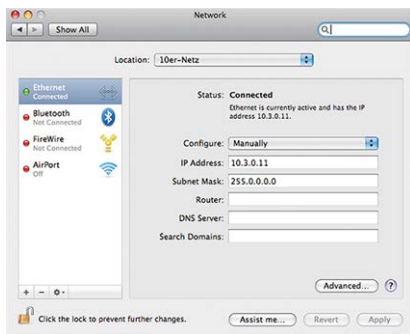 Network
Show All
Location: 10er-Netz
Ethernet
Connected
Bluetooth
Not Connected
FireWire
Not Connected
AirPort
Off
Status: Connected
Ethernet is currently active and has the IP
address 10.3.0.11.
Configure: Manually
IP Address: 10.3.0.11
Subnet Mask: 255.0.0.0
Router:
DNS Server:
Search Domains:
Advanced... ?
+ −
Click the lock to prevent further changes.
Assist me... Revert Apply